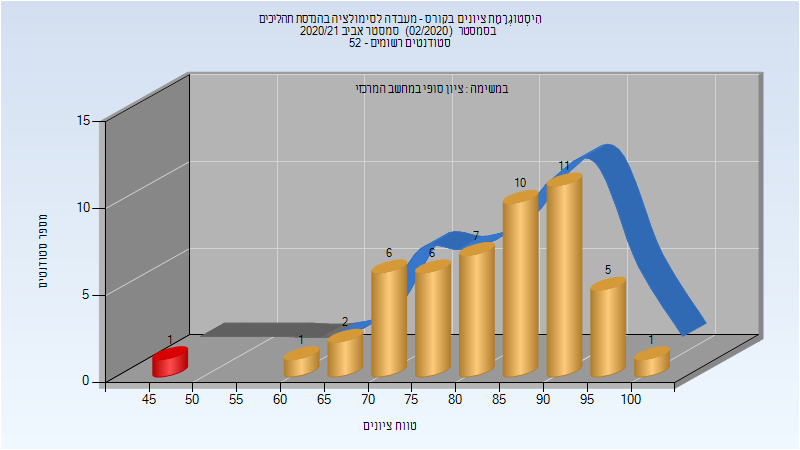 היסטוגרמת ציונים בקורס - מעבדה לסימולציה בהנדסת תהליכים
בסמסטר (02/2020) סמסטר אביב 2020/21
סטודנטים רשומים - 52
במשימה : ציון סופי במחשב המרכזי
מספר סטודנטים
15
10
5
0
1
1
2
6
6
7
10
11
5
1
45 50 55 60 65 70 75 80 85 90 95 100
טווח ציונים